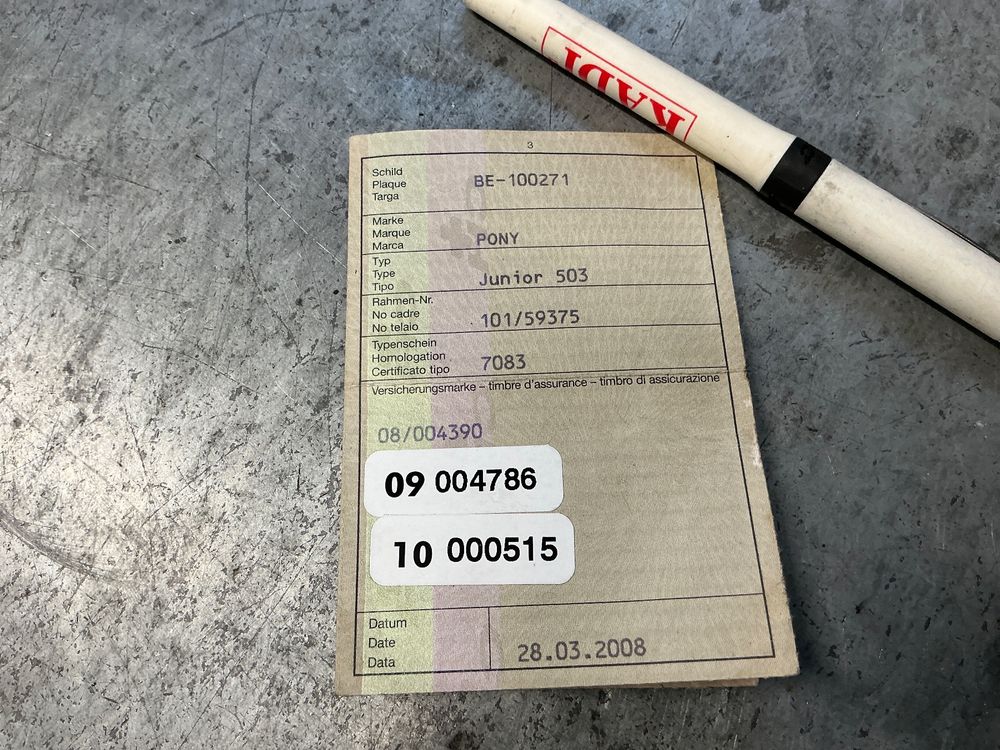 KADI
3
Schild
Plaque
Targa
BE-100271
Marke
Marque
Marca
PONY
Typ
Type
Tipo
Junior 503
Rahmen-Nr.
No cadre
No telaio
101/59375
Typenschein
Homologation
Certificato tipo
7083
Versicherungsmarke – timbre d'assurance – timbro di assicurazione
08/004390
09 004786
10 000515
Datum
Date
Data
28.03.2008